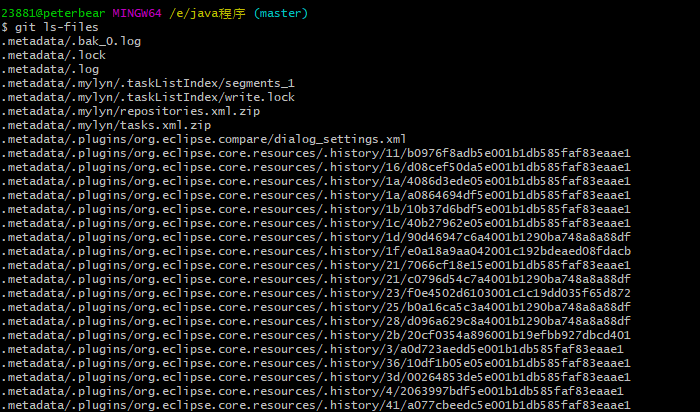 23881@peterbear MINGW64 /e/java程序 (master)
$ git ls-files
.metadata/.bak_0.log
.metadata/.lock
.metadata/.log
.metadata/.mylyn/.taskListIndex/segments_1
.metadata/.mylyn/.taskListIndex/write.lock
.metadata/.mylyn/repositories.xml.zip
.metadata/.mylyn/tasks.xml.zip
.metadata/.plugins/org.eclipse.compare/dialog_settings.xml
.metadata/.plugins/org.eclipse.core.resources/.history/11/b0976f8adb5e001b1db585faf83eaae1
.metadata/.plugins/org.eclipse.core.resources/.history/16/d08cef50da5e001b1db585faf83eaae1
.metadata/.plugins/org.eclipse.core.resources/.history/1a/4086d3ede05e001b1db585faf83eaae1
.metadata/.plugins/org.eclipse.core.resources/.history/1a/a0864694df5e001b1db585faf83eaae1
.metadata/.plugins/org.eclipse.core.resources/.history/1b/10b37d6bdf5e001b1db585faf83eaae1
.metadata/.plugins/org.eclipse.core.resources/.history/1c/40b27962e05e001b1db585faf83eaae1
.metadata/.plugins/org.eclipse.core.resources/.history/1d/90d46947c6a4001b1290ba748a8a88df
.metadata/.plugins/org.eclipse.core.resources/.history/1f/e0a18a9aa042001c192bdeaed08fdacb
.metadata/.plugins/org.eclipse.core.resources/.history/21/7066cf18e15e001b1db585faf83eaae1
.metadata/.plugins/org.eclipse.core.resources/.history/21/c0796d54c7a4001b1290ba748a8a88df
.metadata/.plugins/org.eclipse.core.resources/.history/23/f0e4502d6103001c1c19dd035f65d872
.metadata/.plugins/org.eclipse.core.resources/.history/25/b0a16ca5c3a4001b1290ba748a8a88df
.metadata/.plugins/org.eclipse.core.resources/.history/28/d096a629c8a4001b1290ba748a8a88df
.metadata/.plugins/org.eclipse.core.resources/.history/2b/20cf0354a896001b19efbb927dbcd401
.metadata/.plugins/org.eclipse.core.resources/.history/3/a0d723aedd5e001b1db585faf83eaae1
.metadata/.plugins/org.eclipse.core.resources/.history/36/10df1b05e05e001b1db585faf83eaae1
.metadata/.plugins/org.eclipse.core.resources/.history/3d/00264853de5e001b1db585faf83eaae1
.metadata/.plugins/org.eclipse.core.resources/.history/4/2063997bdf5e001b1db585faf83eaae1
.metadata/.plugins/org.eclipse.core.resources/.history/41/a077cbeedc5e001b1db585faf83eaae1